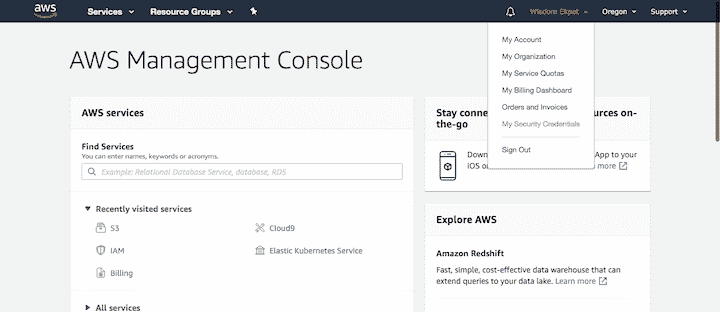 aws
Services
Resource Groups
Wisdom Ekpot
Oregon
Support
My Account
My Organization
My Service Quotas
My Billing Dashboard
Orders and Invoices
My Security Credentials
Sign Out
AWS Management Console
AWS services
Find Services
You can enter names, keywords or acronyms.
Example: Relational Database Service, database, RDS
Recently visited services
S3
Cloud9
IAM
Elastic Kubernetes Service
Billing
All services
Stay conne
urces on-
the-go
Down
App to your
iOS o
more
Explore AWS
Amazon Redshift
Fast, simple, cost-effective data warehouse that can
extend queries to your data lake. Learn more